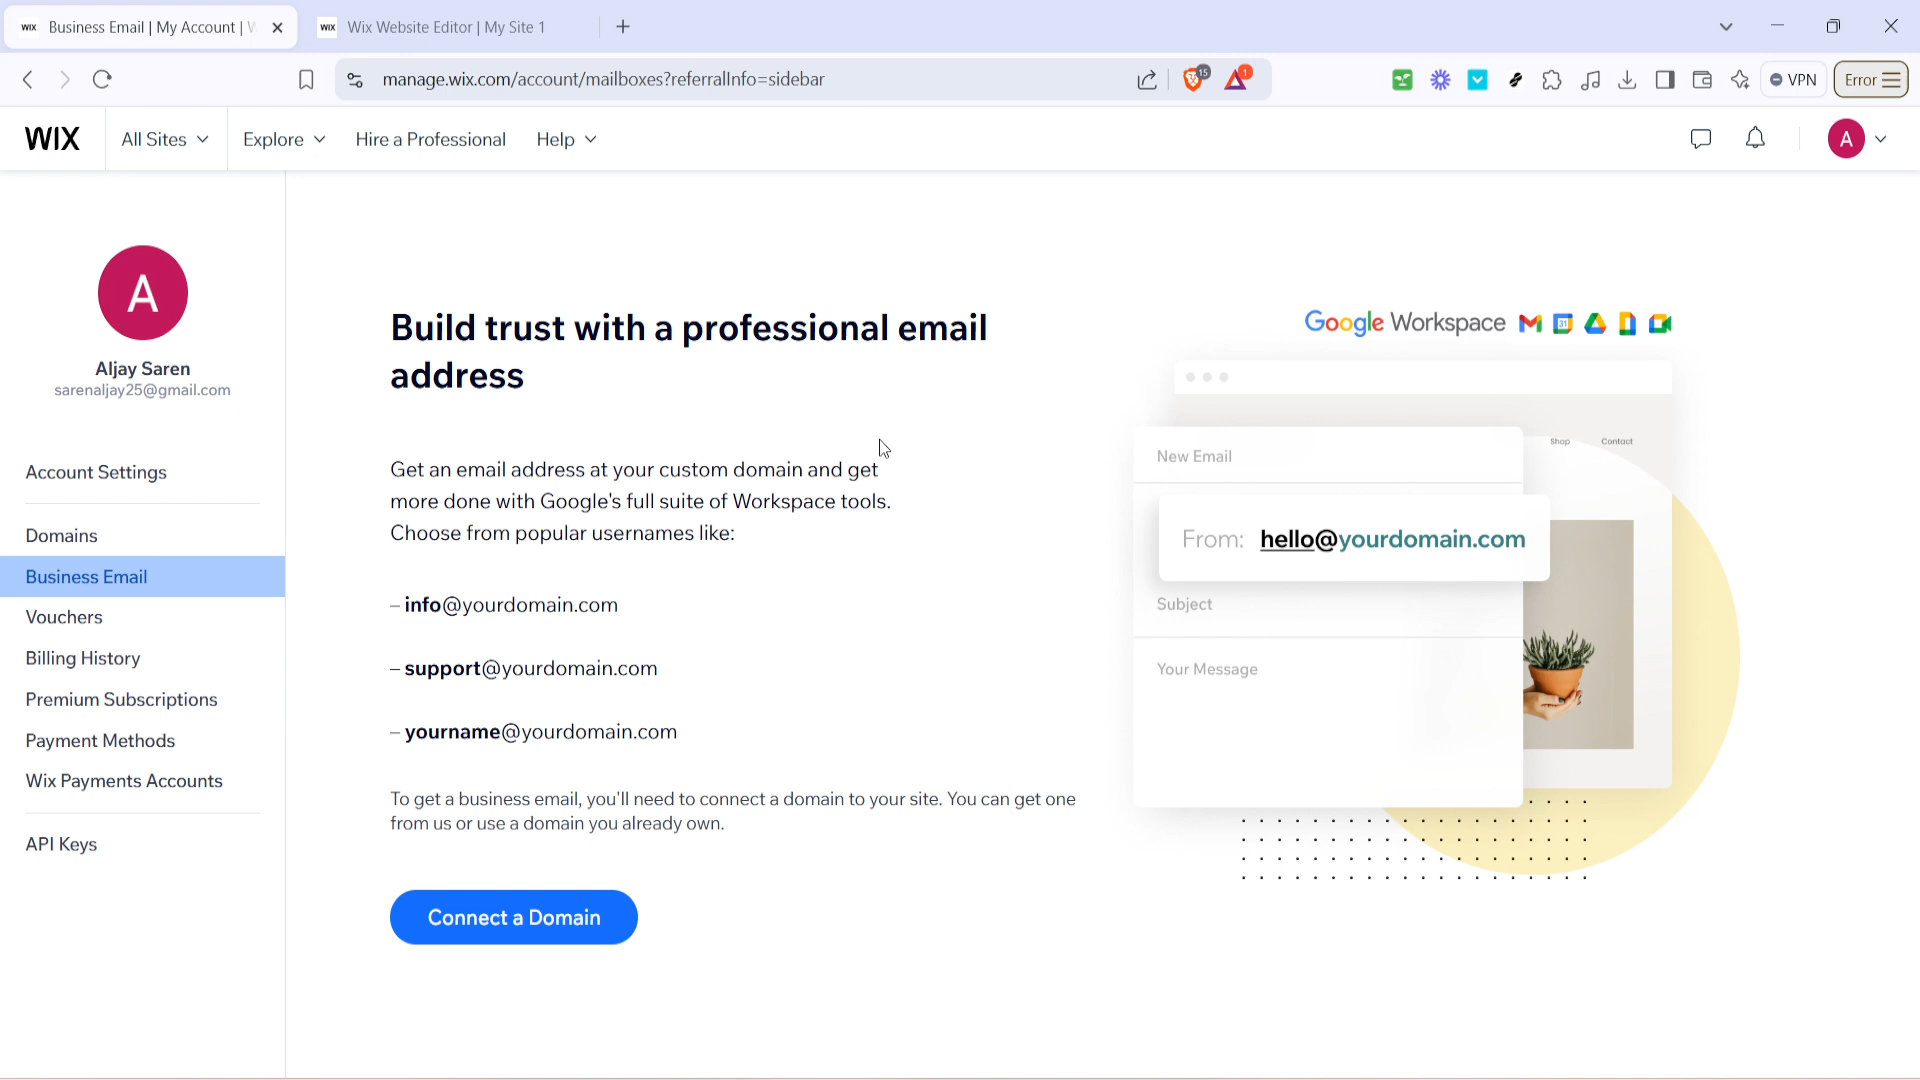 WIX Business Email | My Account | W
WIX Wix Website Editor | My Site 1
manage.wix.com/account/mailboxes?referralInfo=sidebar
15
1
VPN
Error
WIX
All Sites
Explore
Hire a Professional
Help
A
A
Aljay Saren
sarenaljay25@gmail.com
Account Settings
Domains
Business Email
Vouchers
Billing History
Premium Subscriptions
Payment Methods
Wix Payments Accounts
API Keys
Build trust with a professional email
address
Get an email address at your custom domain and get
more done with Google's full suite of Workspace tools.
Choose from popular usernames like:
– info@yourdomain.com
– support@yourdomain.com
– yourname@yourdomain.com
To get a business email, you'll need to connect a domain to your site. You can get one
from us or use a domain you already own.
Connect a Domain
Google Workspace
31
Shop
Contact
New Email
From: hello@yourdomain.com
Subject
Your Message